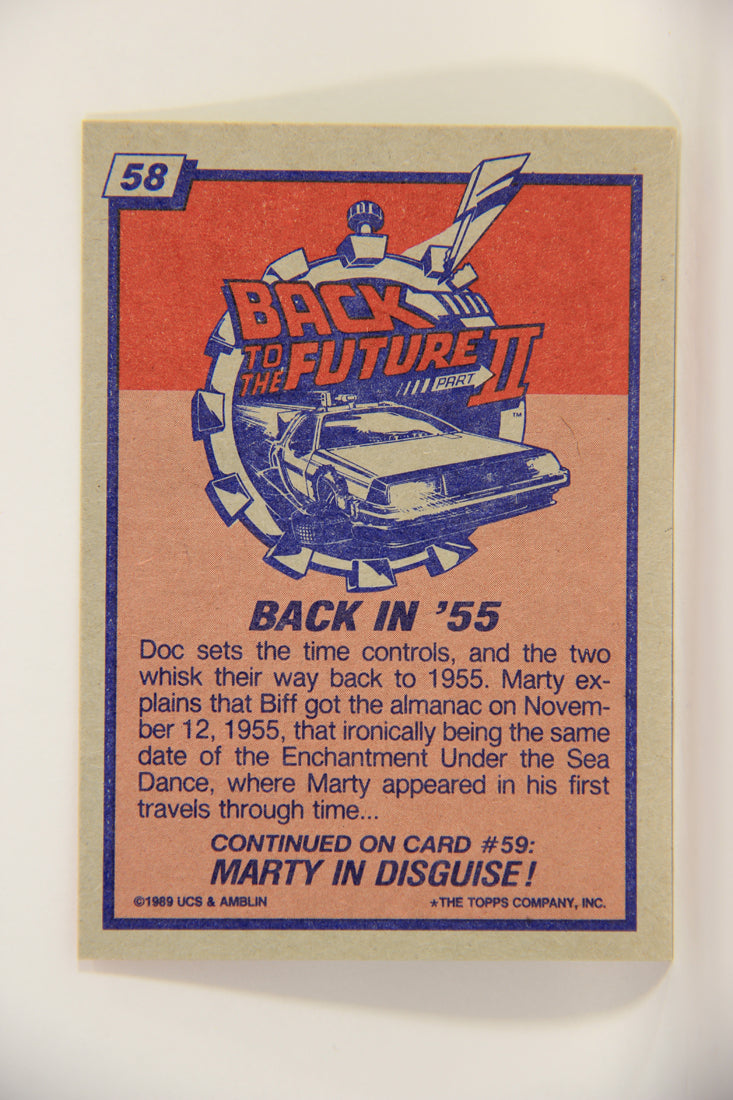 58
BACK
TO
THE FUTURE
PART II
™
BACK IN '55
Doc sets the time controls, and the two
whisk their way back to 1955. Marty ex-
plains that Biff got the almanac on Novem-
ber 12, 1955, that ironically being the same
date of the Enchantment Under the Sea
Dance, where Marty appeared in his first
travels through time...
CONTINUED ON CARD #59:
MARTY IN DISGUISE!
©1989 UCS & AMBLIN ★THE TOPPS COMPANY, INC.